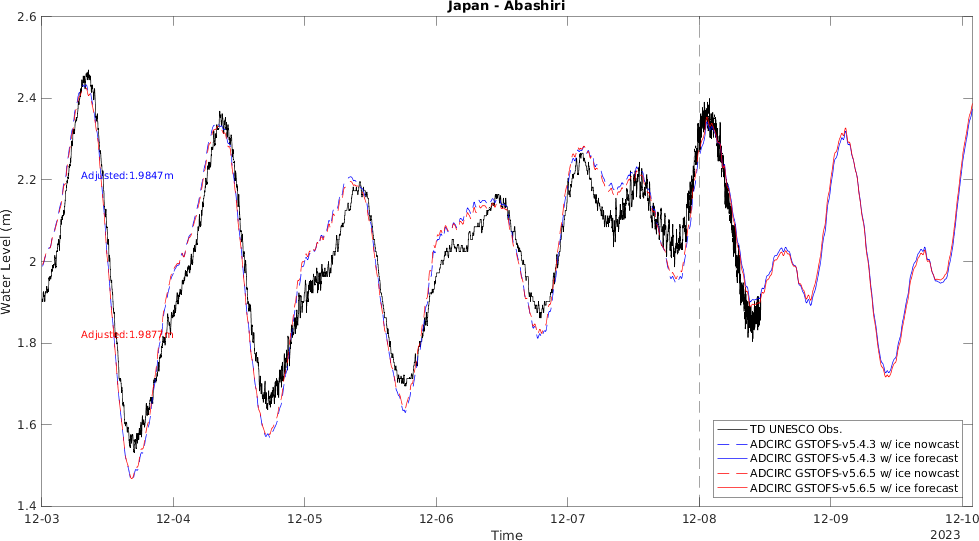 Japan - Abashiri
2.6
2.4
2.2
2
1.8
1.6
1.4
Water Level (m)
Adjusted:1.9847m
Adjusted:1.9877m
TD UNESCO Obs.
ADCIRC GSTOFS-v5.4.3 w/ ice nowcast
ADCIRC GSTOFS-v5.4.3 w/ ice forecast
ADCIRC GSTOFS-v5.6.5 w/ ice nowcast
ADCIRC GSTOFS-v5.6.5 w/ ice forecast
12-03 12-04 12-05 12-06 12-07 12-08 12-09 12-10
Time
2023